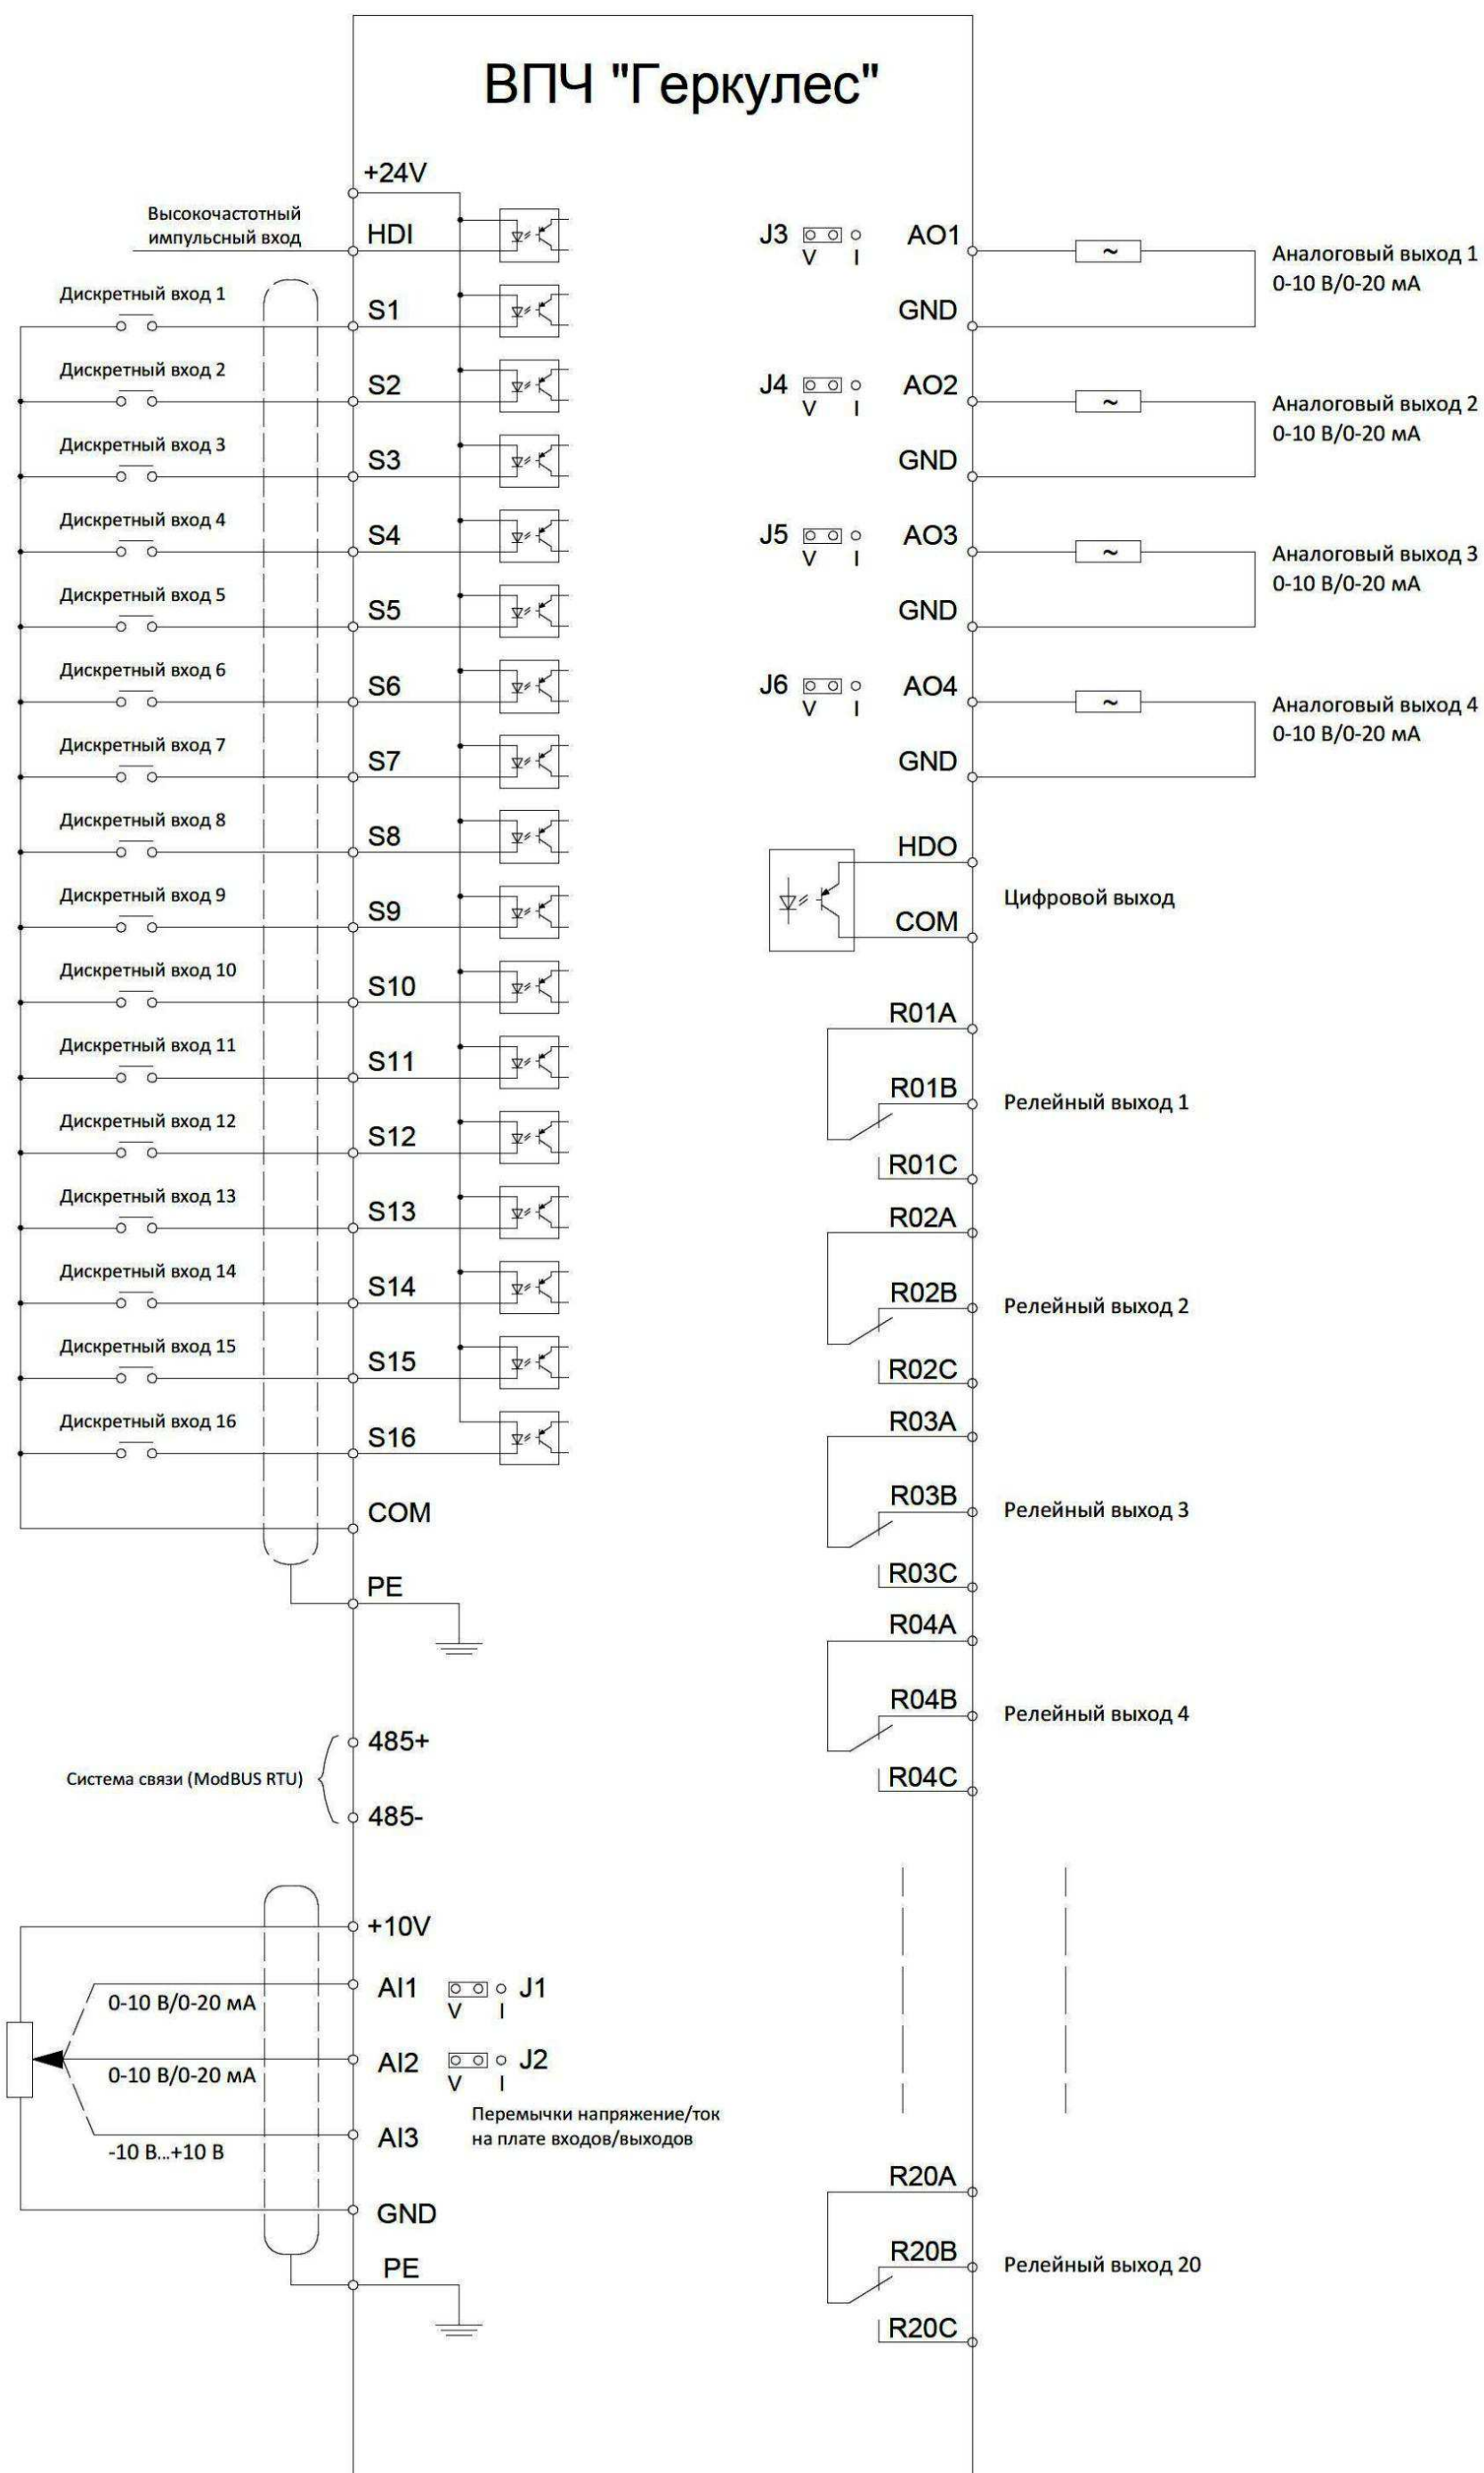 ВПЧ "Геркулес"
+24V
Высокочастотный
импульсный вход
HDI
Дискретный вход 1
S1
Дискретный вход 2
S2
Дискретный вход 3
S3
Дискретный вход 4
S4
Дискретный вход 5
S5
Дискретный вход 6
S6
Дискретный вход 7
S7
Дискретный вход 8
S8
Дискретный вход 9
S9
Дискретный вход 10
S10
Дискретный вход 11
S11
Дискретный вход 12
S12
Дискретный вход 13
S13
Дискретный вход 14
S14
Дискретный вход 15
S15
Дискретный вход 16
S16
COM
PE
Система связи (ModBUS RTU)
485+
485-
+10V
0-10 В/0-20 мА
AI1
J1
V I
0-10 В/0-20 мА
AI2
J2
V I
Перемычки напряжение/ток
на плате входов/выходов
-10 В...+10 В
AI3
GND
PE
J3
V I
AO1
GND
Аналоговый выход 1
0-10 В/0-20 мА
J4
V I
AO2
GND
Аналоговый выход 2
0-10 В/0-20 мА
J5
V I
AO3
GND
Аналоговый выход 3
0-10 В/0-20 мА
J6
V I
AO4
GND
Аналоговый выход 4
0-10 В/0-20 мА
HDO
COM
Цифровой выход
~
~
~
~
R01A
R01B
R01C
Релейный выход 1
R02A
R02B
R02C
Релейный выход 2
R03A
R03B
R03C
Релейный выход 3
R04A
R04B
R04C
Релейный выход 4
R20A
R20B
R20C
Релейный выход 20